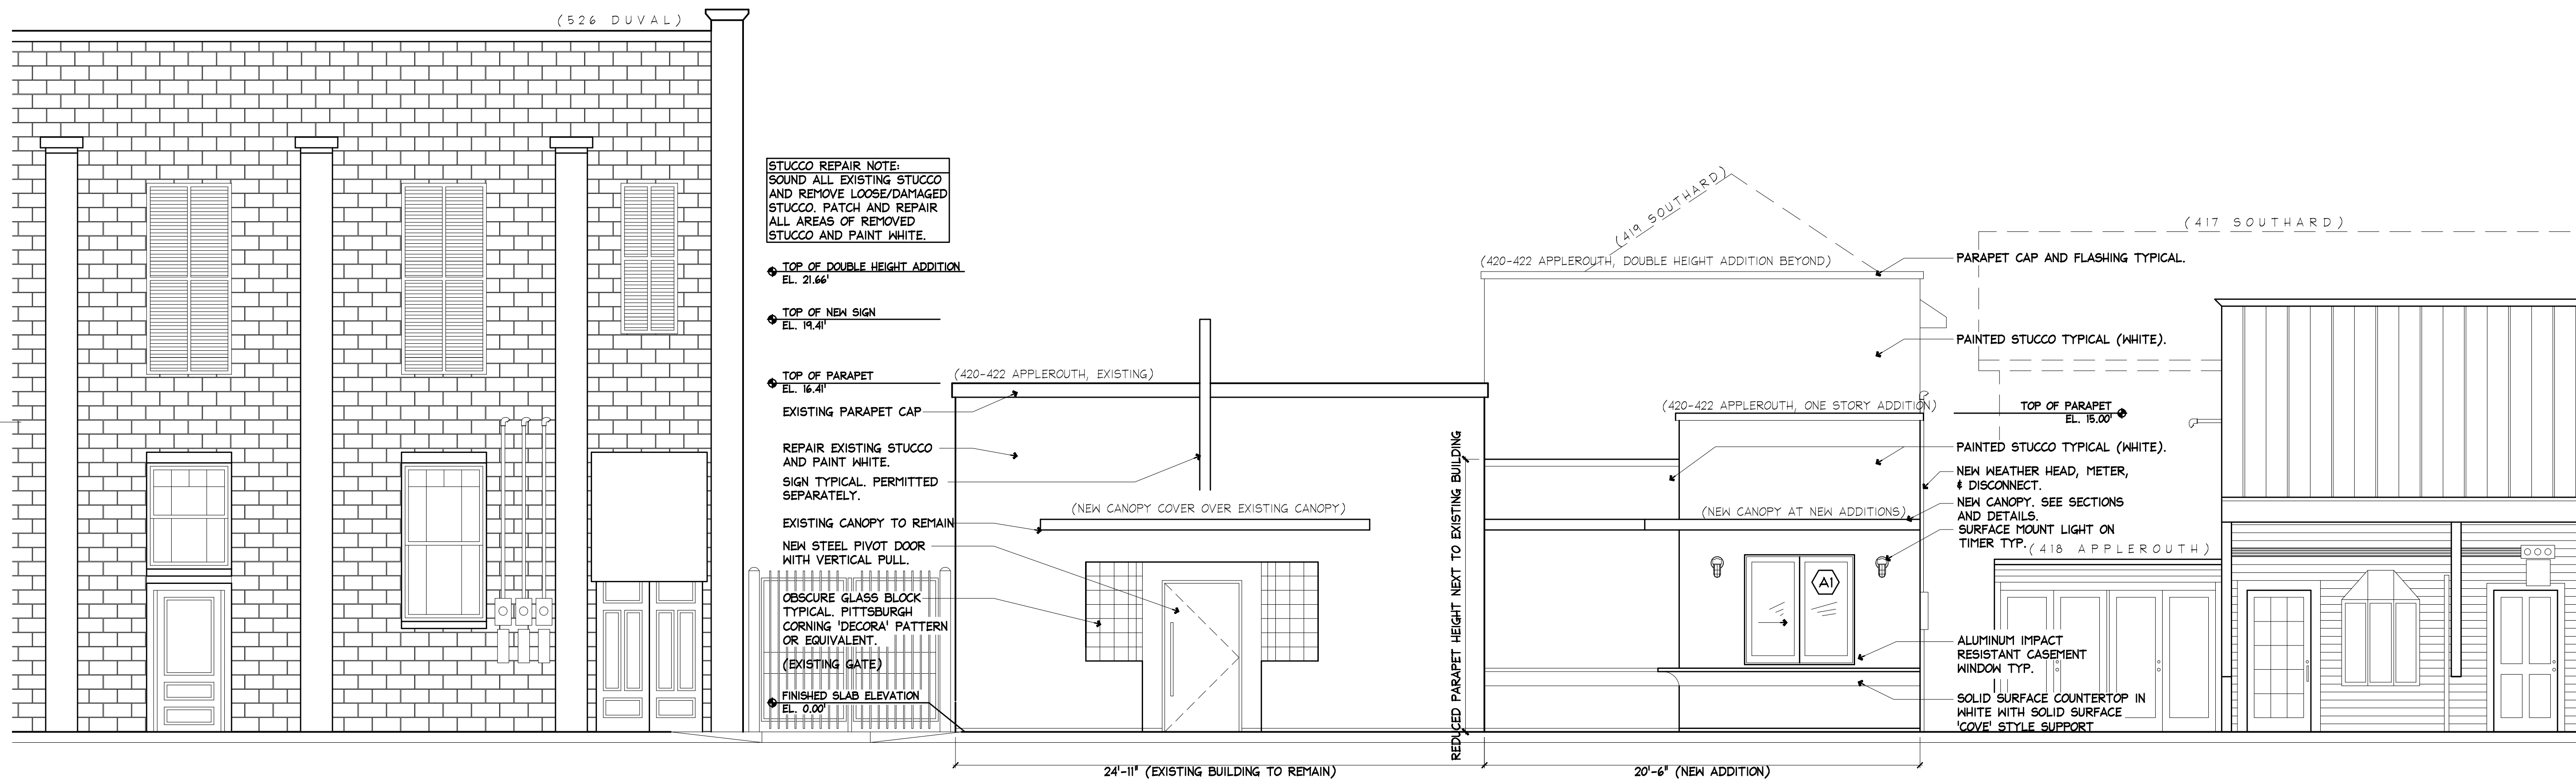 (526 DUVAL)
STUCCO REPAIR NOTE:
SOUND ALL EXISTING STUCCO
AND REMOVE LOOSE/DAMAGED
STUCCO. PATCH AND REPAIR
ALL AREAS OF REMOVED
STUCCO AND PAINT WHITE.
TOP OF DOUBLE HEIGHT ADDITION
EL. 21.66'
TOP OF NEW SIGN
EL. 19.41'
TOP OF PARAPET
EL. 16.41'
EXISTING PARAPET CAP
REPAIR EXISTING STUCCO
AND PAINT WHITE.
SIGN TYPICAL. PERMITTED
SEPARATELY.
EXISTING CANOPY TO REMAIN
NEW STEEL PIVOT DOOR
WITH VERTICAL PULL.
OBSCURE GLASS BLOCK
TYPICAL. PITTSBURGH
CORNING 'DECORA' PATTERN
OR EQUIVALENT.
(EXISTING GATE)
FINISHED SLAB ELEVATION
EL. 0.00'
(420-422 APPLEROUTH, EXISTING)
(NEW CANOPY COVER OVER EXISTING CANOPY)
24'-11" (EXISTING BUILDING TO REMAIN)
REDUCED PARAPET HEIGHT NEXT TO EXISTING BUILDING
(419 SOUTHARD)
(420-422 APPLEROUTH, DOUBLE HEIGHT ADDITION BEYOND)
(420-422 APPLEROUTH, ONE STORY ADDITION)
(NEW CANOPY AT NEW ADDITIONS)
A1
20'-6" (NEW ADDITION)
(417 SOUTHARD)
PARAPET CAP AND FLASHING TYPICAL.
PAINTED STUCCO TYPICAL (WHITE).
TOP OF PARAPET
EL. 15.00'
PAINTED STUCCO TYPICAL (WHITE).
NEW WEATHER HEAD, METER,
& DISCONNECT.
NEW CANOPY. SEE SECTIONS
AND DETAILS.
SURFACE MOUNT LIGHT ON
TIMER TYP.
(418 APPLEROUTH)
ALUMINUM IMPACT
RESISTANT CASEMENT
WINDOW TYP.
SOLID SURFACE COUNTERTOP IN
WHITE WITH SOLID SURFACE
'COVE' STYLE SUPPORT